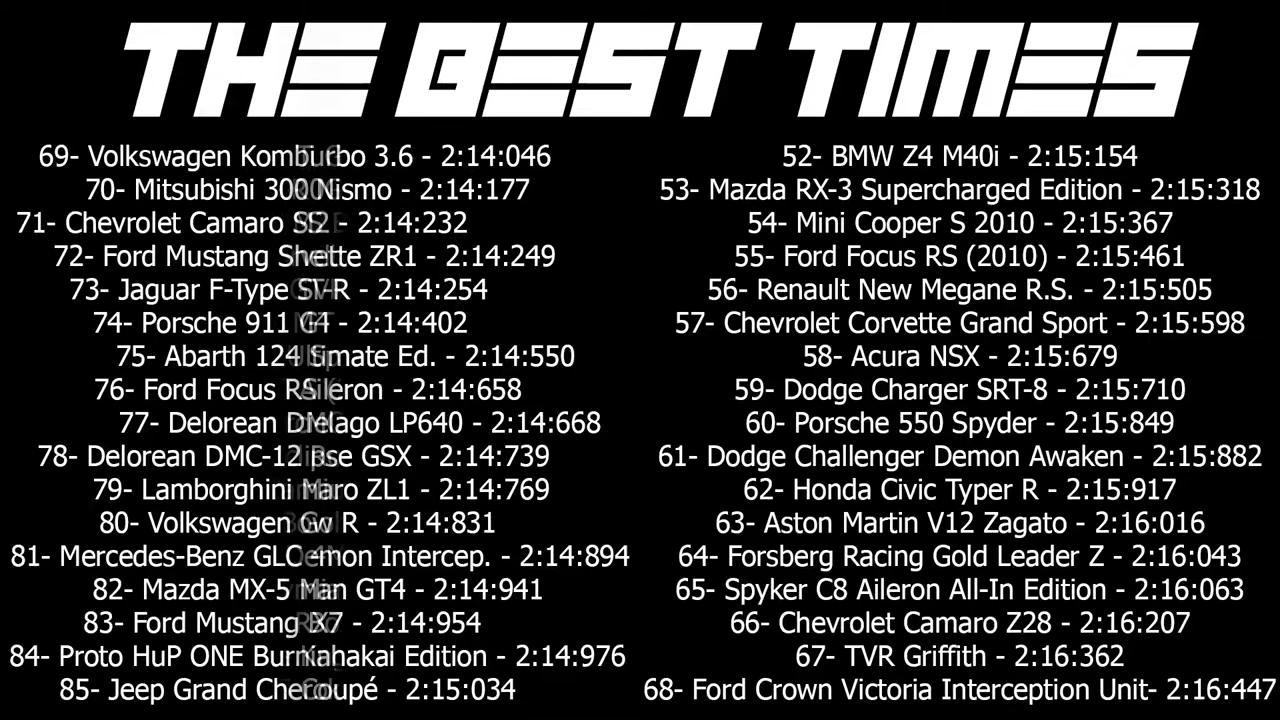 THE BEST TIMES
69- Volkswagen 3.6 - 2:14:046
70- Mitsubishi Nismo - 2:14:177
71- Chevrolet Camaro - 2:14:232
72- Ford Mustang ZR1 - 2:14:249
73- Jaguar F-Type - 2:14:254
74- Porsche 911 - 2:14:402
75- Abarth 124 Ed. - 2:14:550
76- Ford Focus - 2:14:658
77- Delorean LP640 - 2:14:668
78- Delorean GSX - 2:14:739
79- Lamborghini ZL1 - 2:14:769
80- Volkswagen R - 2:14:831
81- Mercedes-Benz Intercep. - 2:14:894
82- Mazda MX-5 GT4 - 2:14:941
83- Ford Mustang - 2:14:954
84- Proto HuP ONE Edition - 2:14:976
85- Jeep Grand - 2:15:034
52- BMW Z4 M40i - 2:15:154
53- Mazda RX-3 Supercharged Edition - 2:15:318
54- Mini Cooper S 2010 - 2:15:367
55- Ford Focus RS (2010) - 2:15:461
56- Renault New Megane R.S. - 2:15:505
57- Chevrolet Corvette Grand Sport - 2:15:598
58- Acura NSX - 2:15:679
59- Dodge Charger SRT-8 - 2:15:710
60- Porsche 550 Spyder - 2:15:849
61- Dodge Challenger Demon Awaken - 2:15:882
62- Honda Civic Typer R - 2:15:917
63- Aston Martin V12 Zagato - 2:16:016
64- Forsberg Racing Gold Leader Z - 2:16:043
65- Spyker C8 Aileron All-In Edition - 2:16:063
66- Chevrolet Camaro Z28 - 2:16:207
67- TVR Griffith - 2:16:362
68- Ford Crown Victoria Interception Unit- 2:16:447